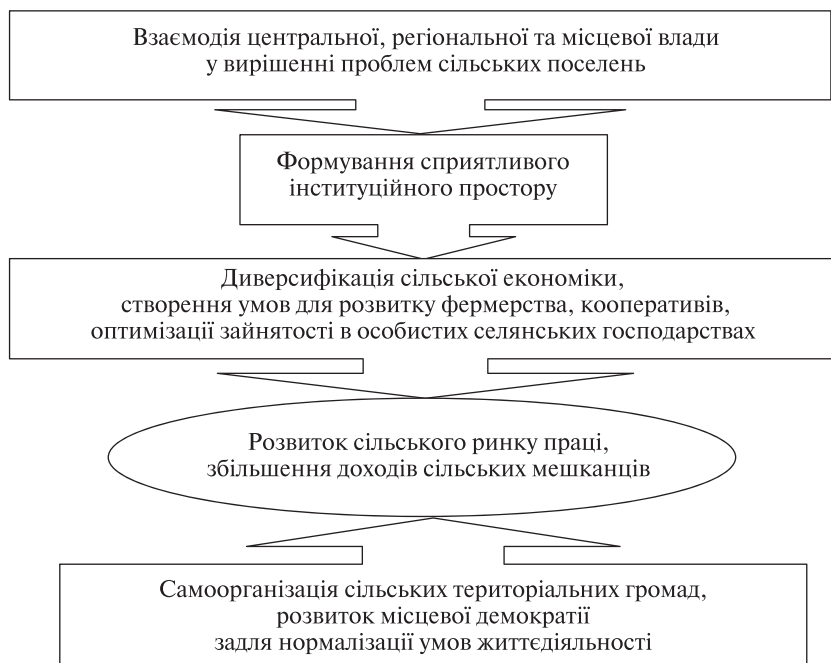 Взаємодія центральної, регіональної та місцевої влади
у вирішенні проблем сільських поселень
Формування сприятливого
інституційного простору
Диверсифікація сільської економіки,
створення умов для розвитку фермерства, кооперативів,
оптимізації зайнятості в особистих селянських господарствах
Розвиток сільського ринку праці,
збільшення доходів сільських мешканців
Самоорганізація сільських територіальних громад,
розвиток місцевої демократії
задля нормалізації умов життєдіяльності